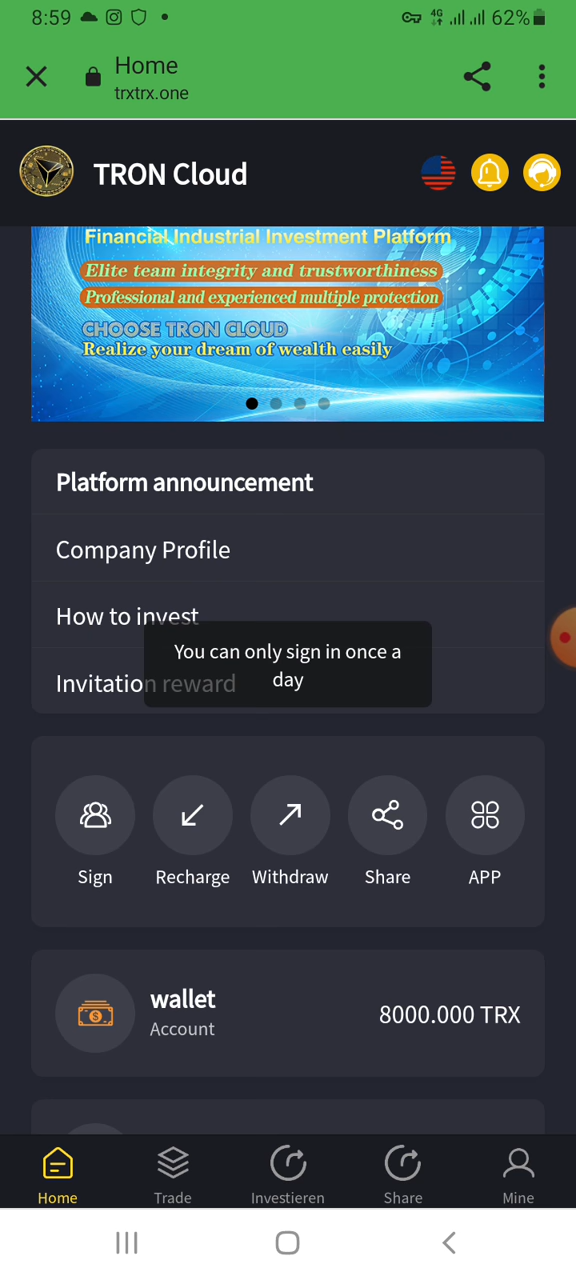 8:59
4G
62%
Home
trxtrx.one
TRON Cloud
Financial Industrial Investment Platform
Elite team integrity and trustworthiness
Professional and experienced multiple protection
CHOOSE TRON CLOUD
Realize your dream of wealth easily
Platform announcement
Company Profile
How to invest
You can only sign in once a
day
Invitation reward
Sign
Recharge
Withdraw
Share
APP
wallet
Account
8000.000 TRX
Home
Trade
Investieren
Share
Mine